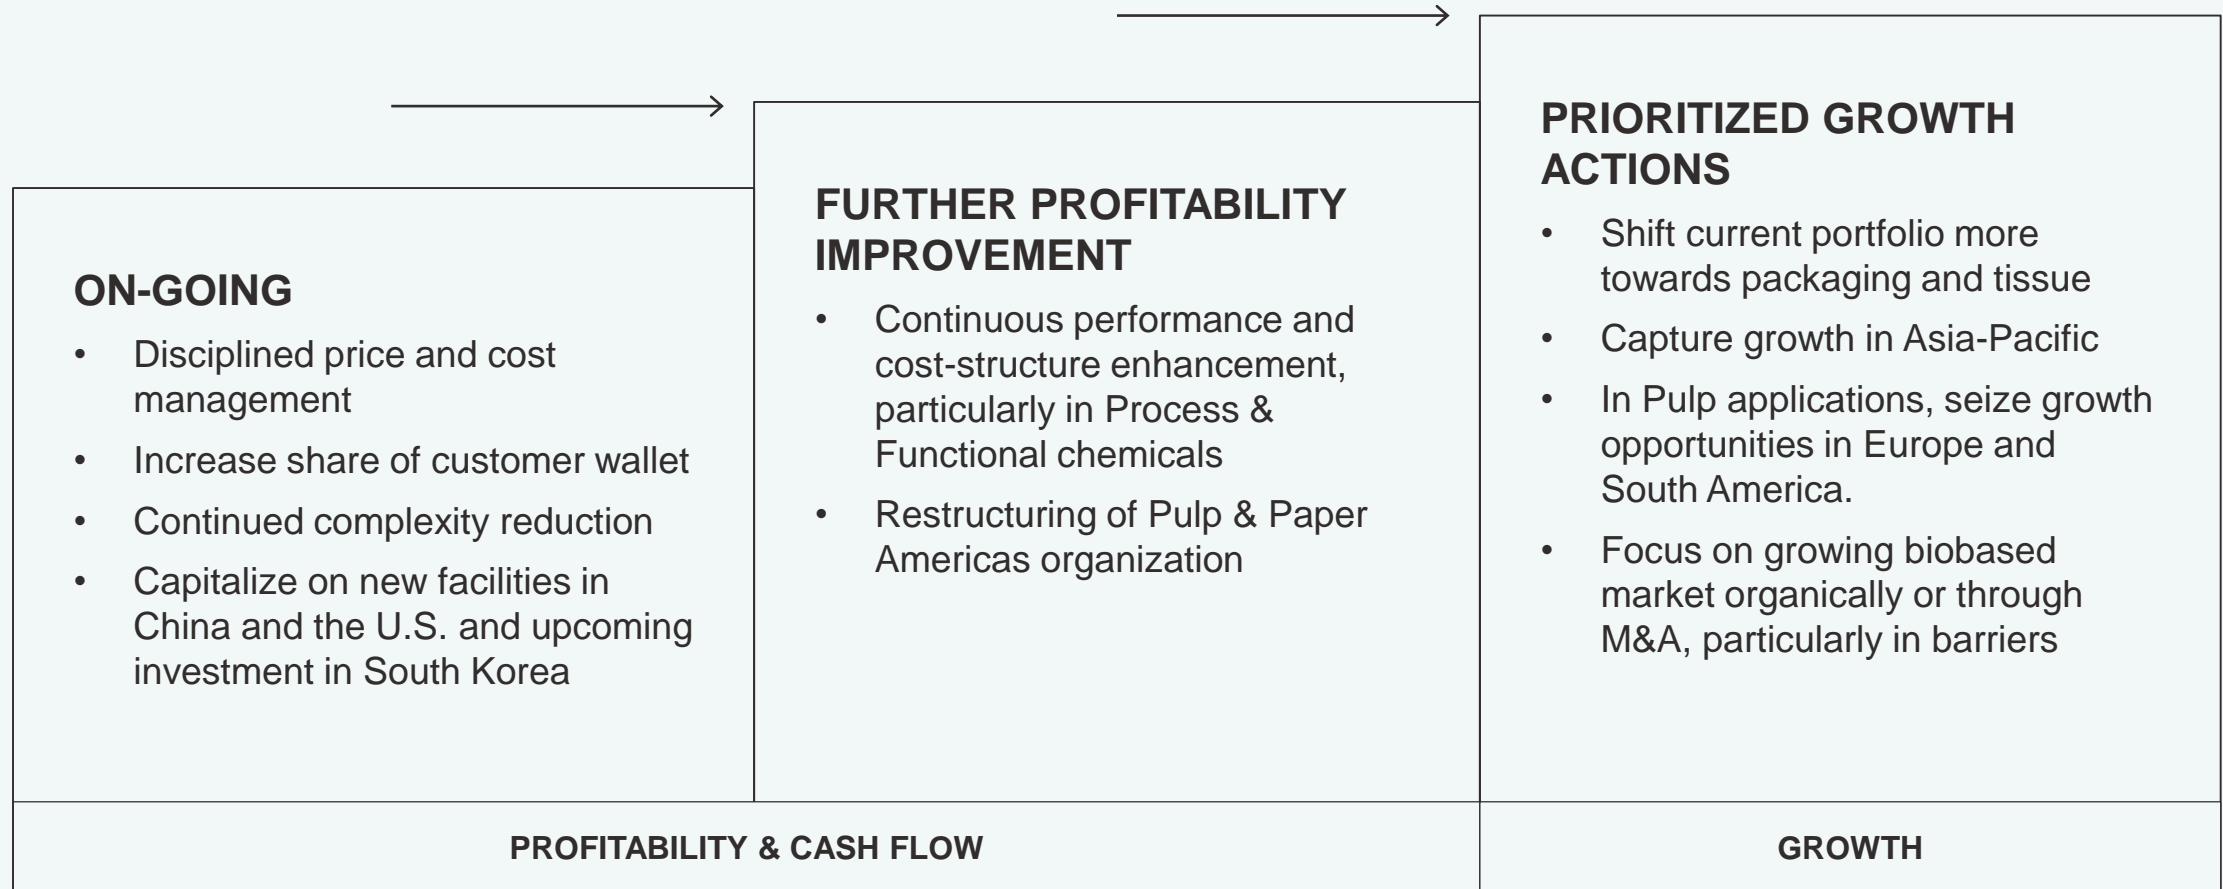 ON-GOING
• Disciplined price and cost
management
• Increase share of customer wallet
• Continued complexity reduction
• Capitalize on new facilities in
China and the U.S. and upcoming
investment in South Korea
FURTHER PROFITABILITY
IMPROVEMENT
• Continuous performance and
cost-structure enhancement,
particularly in Process &
Functional chemicals
• Restructuring of Pulp & Paper
Americas organization
PRIORITIZED GROWTH
ACTIONS
• Shift current portfolio more
towards packaging and tissue
• Capture growth in Asia-Pacific
• In Pulp applications, seize growth
opportunities in Europe and
South America.
• Focus on growing biobased
market organically or through
M&A, particularly in barriers
PROFITABILITY & CASH FLOW
GROWTH